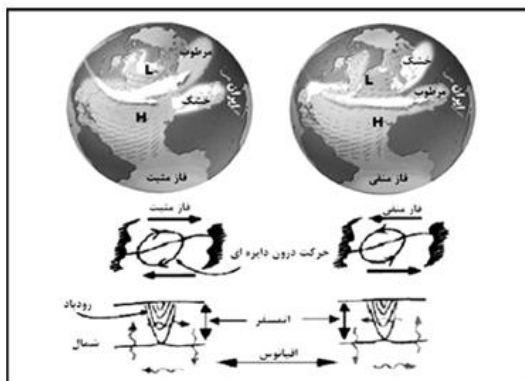 مرطوب
L
خشک
ایران
H
فاز مثبت
خشک
L
مرطوب
ایران
H
فاز منفی
فاز مثبت
فاز منفی
حرکت درون دایره ای
رودباد
اتمسفر
شمال
اقیانوس